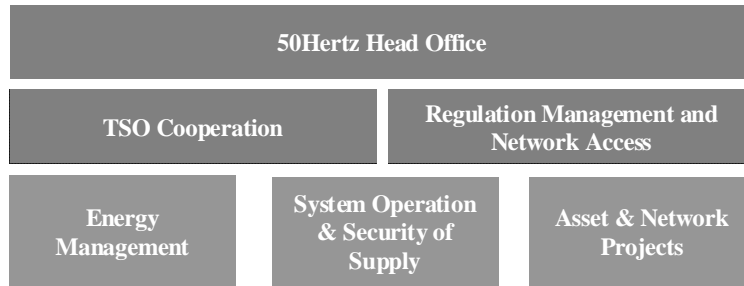 50Hertz Head Office
TSO Cooperation
Regulation Management and
Network Access
Energy
Management
System Operation
& Security of
Supply
Asset & Network
Projects